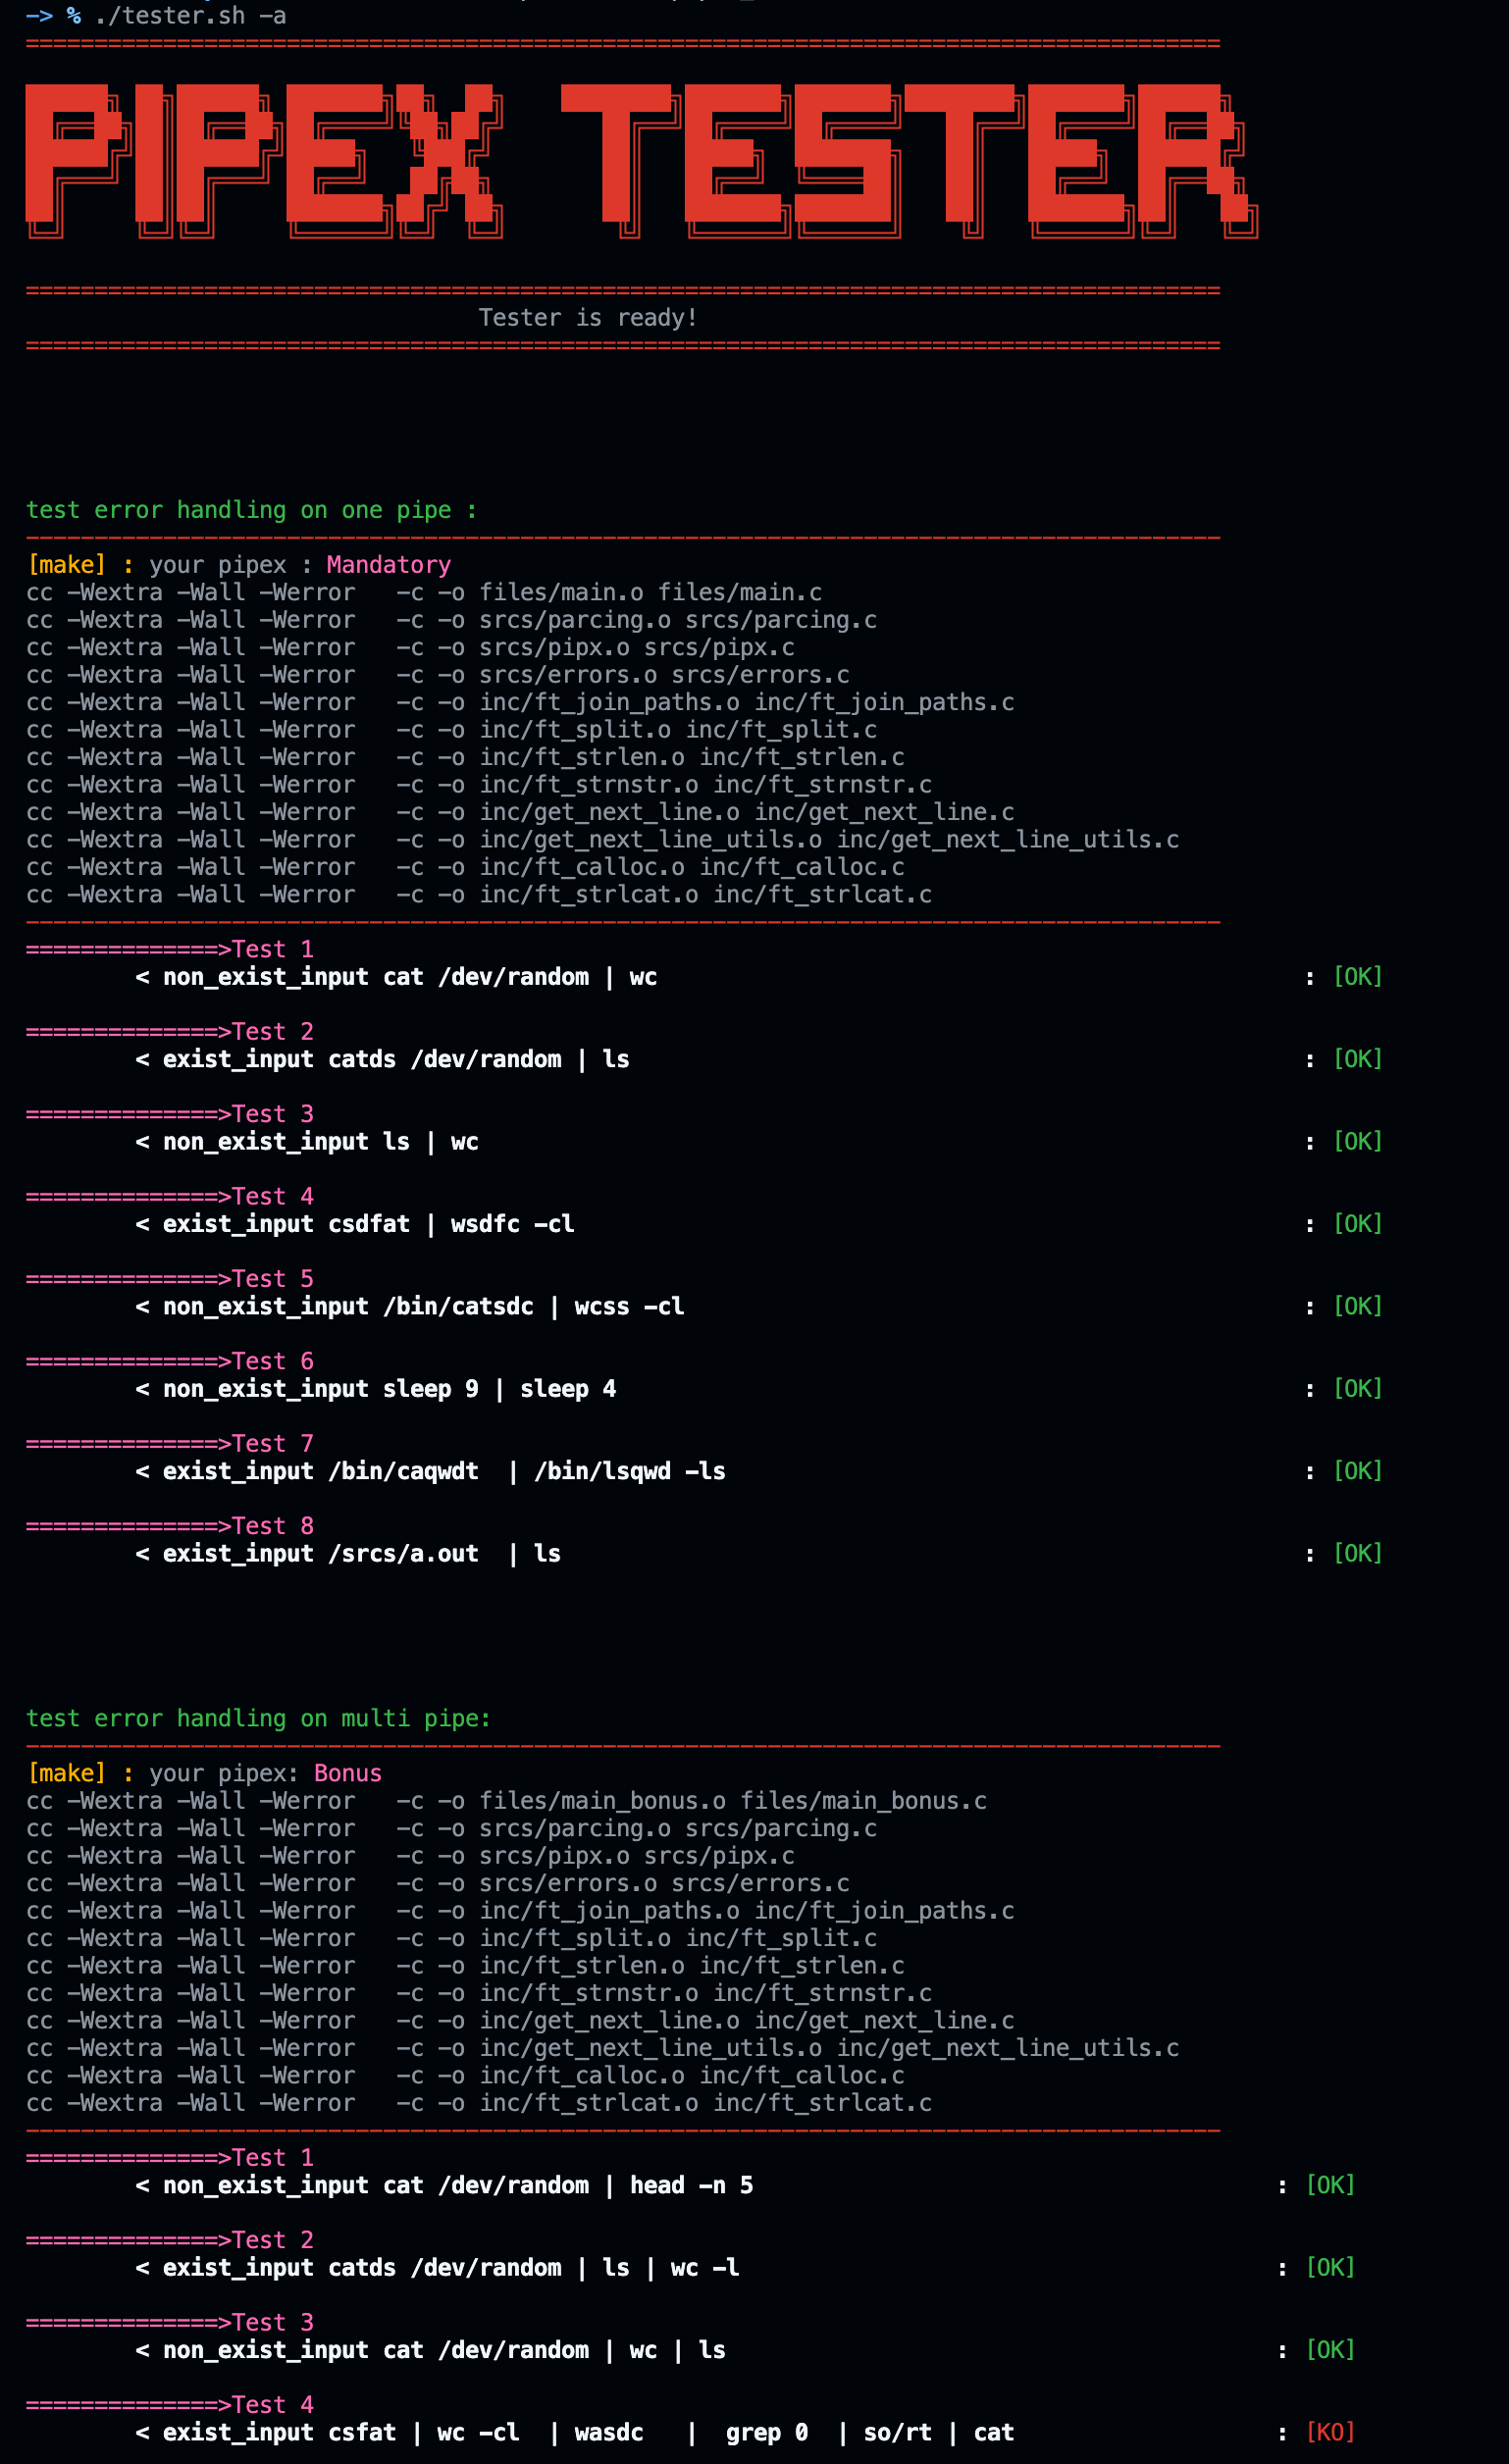 —> % ./tester.sh -a
=======================================================================================
PIPEX TESTER
=======================================================================================
Tester is ready!
=======================================================================================
test error handling on one pipe :
---------------------------------------------------------------------------------------
[make] : your pipex : Mandatory
cc -Wextra -Wall -Werror   -c -o files/main.o files/main.c
cc -Wextra -Wall -Werror   -c -o srcs/parcing.o srcs/parcing.c
cc -Wextra -Wall -Werror   -c -o srcs/pipx.o srcs/pipx.c
cc -Wextra -Wall -Werror   -c -o srcs/errors.o srcs/errors.c
cc -Wextra -Wall -Werror   -c -o inc/ft_join_paths.o inc/ft_join_paths.c
cc -Wextra -Wall -Werror   -c -o inc/ft_split.o inc/ft_split.c
cc -Wextra -Wall -Werror   -c -o inc/ft_strlen.o inc/ft_strlen.c
cc -Wextra -Wall -Werror   -c -o inc/ft_strnstr.o inc/ft_strnstr.c
cc -Wextra -Wall -Werror   -c -o inc/get_next_line.o inc/get_next_line.c
cc -Wextra -Wall -Werror   -c -o inc/get_next_line_utils.o inc/get_next_line_utils.c
cc -Wextra -Wall -Werror   -c -o inc/ft_calloc.o inc/ft_calloc.c
cc -Wextra -Wall -Werror   -c -o inc/ft_strlcat.o inc/ft_strlcat.c
---------------------------------------------------------------------------------------
==============>Test 1
< non_exist_input cat /dev/random | wc : [OK]
==============>Test 2
< exist_input catds /dev/random | ls : [OK]
==============>Test 3
< non_exist_input ls | wc : [OK]
==============>Test 4
< exist_input csdfat | wsdfc -cl : [OK]
==============>Test 5
< non_exist_input /bin/catsdc | wcss -cl : [OK]
==============>Test 6
< non_exist_input sleep 9 | sleep 4 : [OK]
==============>Test 7
< exist_input /bin/caqwdt  | /bin/lsqwd -ls : [OK]
==============>Test 8
< exist_input /srcs/a.out  | ls : [OK]
test error handling on multi pipe:
---------------------------------------------------------------------------------------
[make] : your pipex: Bonus
cc -Wextra -Wall -Werror   -c -o files/main_bonus.o files/main_bonus.c
cc -Wextra -Wall -Werror   -c -o srcs/parcing.o srcs/parcing.c
cc -Wextra -Wall -Werror   -c -o srcs/pipx.o srcs/pipx.c
cc -Wextra -Wall -Werror   -c -o srcs/errors.o srcs/errors.c
cc -Wextra -Wall -Werror   -c -o inc/ft_join_paths.o inc/ft_join_paths.c
cc -Wextra -Wall -Werror   -c -o inc/ft_split.o inc/ft_split.c
cc -Wextra -Wall -Werror   -c -o inc/ft_strlen.o inc/ft_strlen.c
cc -Wextra -Wall -Werror   -c -o inc/ft_strnstr.o inc/ft_strnstr.c
cc -Wextra -Wall -Werror   -c -o inc/get_next_line.o inc/get_next_line.c
cc -Wextra -Wall -Werror   -c -o inc/get_next_line_utils.o inc/get_next_line_utils.c
cc -Wextra -Wall -Werror   -c -o inc/ft_calloc.o inc/ft_calloc.c
cc -Wextra -Wall -Werror   -c -o inc/ft_strlcat.o inc/ft_strlcat.c
---------------------------------------------------------------------------------------
==============>Test 1
< non_exist_input cat /dev/random | head -n 5 : [OK]
==============>Test 2
< exist_input catds /dev/random | ls | wc -l : [OK]
==============>Test 3
< non_exist_input cat /dev/random | wc | ls : [OK]
==============>Test 4
< exist_input csfat | wc -cl  | wasdc   |  grep 0  | so/rt | cat : [KO]